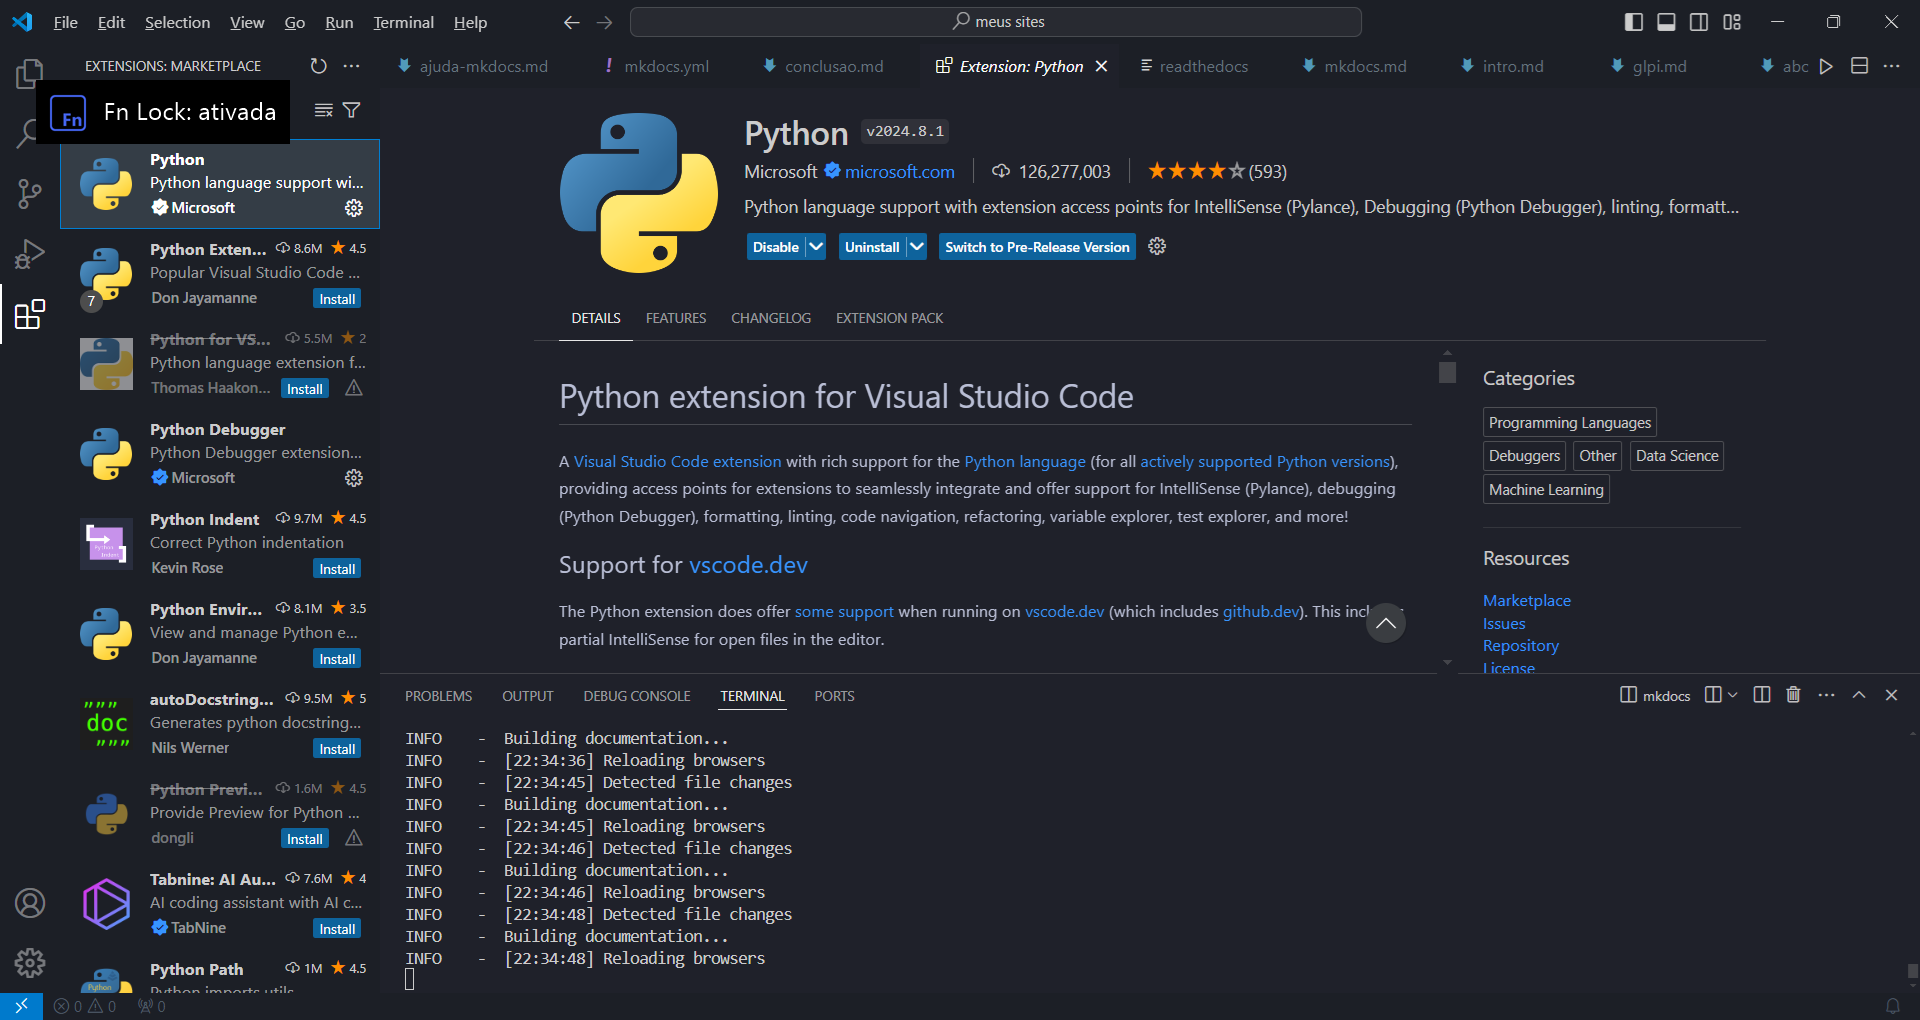 File Edit Selection View Go Run Terminal Help
meus sites
EXTENSIONS: MARKETPLACE
Fn Fn Lock: ativada
ajuda-mkdocs.md
! mkdocs.yml
conclusao.md
Extension: Python
readthedocs
mkdocs.md
intro.md
glpi.md
abc
Python
Python language support wi...
Microsoft
Python Exten... 8.6M 4.5
Popular Visual Studio Code ...
Don Jayamanne Install
7
Python for VS... 5.5M 2
Python language extension f...
Thomas Haakon... Install
Python Debugger
Python Debugger extension...
Microsoft
Python Indent 9.7M 4.5
Correct Python indentation
Kevin Rose Install
Python Envir... 8.1M 3.5
View and manage Python e...
Don Jayamanne Install
""" doc """
autoDocstring... 9.5M 5
Generates python docstring...
Nils Werner Install
Python Previ... 1.6M 4.5
Provide Preview for Python ...
dongli Install
Tabnine: AI Au... 7.6M 4
AI coding assistant with AI c...
TabNine Install
Python Path 1M 4.5
Python imports utils
Python v2024.8.1
Microsoft microsoft.com 126,277,003 (593)
Python language support with extension access points for IntelliSense (Pylance), Debugging (Python Debugger), linting, formatt...
Disable Uninstall Switch to Pre-Release Version
DETAILS FEATURES CHANGELOG EXTENSION PACK
Python extension for Visual Studio Code
A Visual Studio Code extension with rich support for the Python language (for all actively supported Python versions),
providing access points for extensions to seamlessly integrate and offer support for IntelliSense (Pylance), debugging
(Python Debugger), formatting, linting, code navigation, refactoring, variable explorer, test explorer, and more!
Support for vscode.dev
The Python extension does offer some support when running on vscode.dev (which includes github.dev). This incl
partial IntelliSense for open files in the editor.
Categories
Programming Languages
Debuggers Other Data Science
Machine Learning
Resources
Marketplace
Issues
Repository
License
PROBLEMS OUTPUT DEBUG CONSOLE TERMINAL PORTS
mkdocs
INFO - Building documentation...
INFO - [22:34:36] Reloading browsers
INFO - [22:34:45] Detected file changes
INFO - Building documentation...
INFO - [22:34:45] Reloading browsers
INFO - [22:34:46] Detected file changes
INFO - Building documentation...
INFO - [22:34:46] Reloading browsers
INFO - [22:34:48] Detected file changes
INFO - Building documentation...
INFO - [22:34:48] Reloading browsers
0 0 0